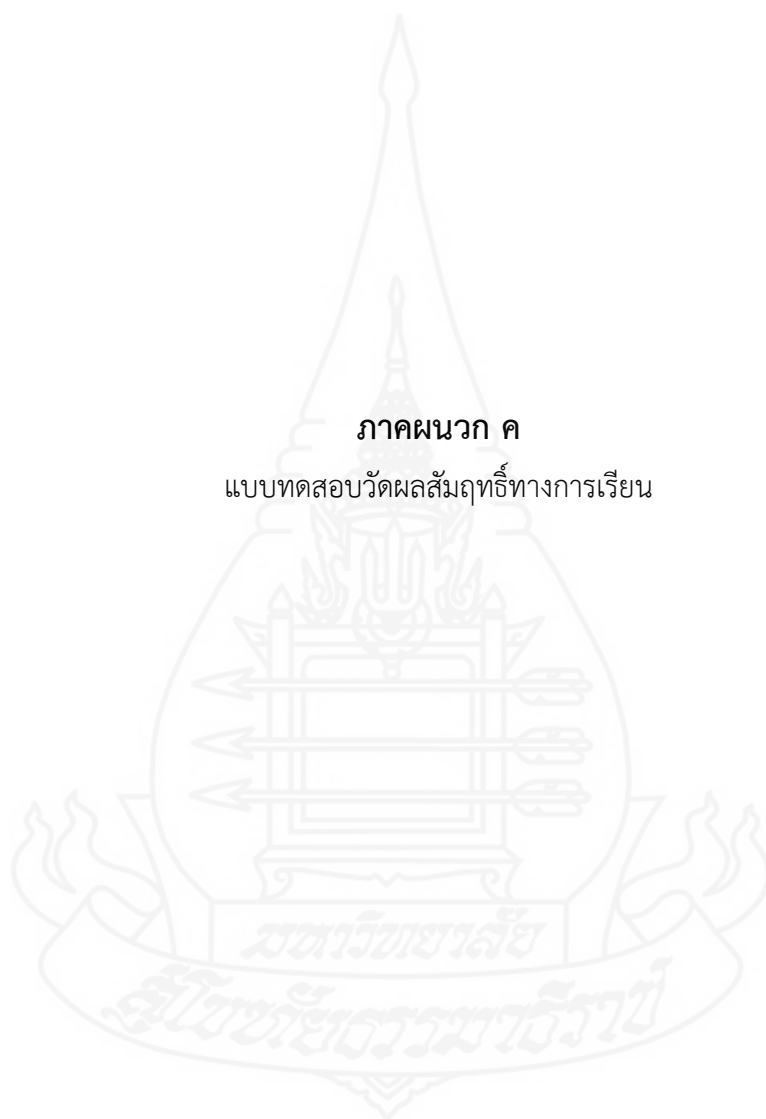 ภาคผนวก ค
แบบทดสอบวัดผลสัมฤทธิ์ทางการเรียน
มหาวิทยาลัย
สุโขทัยธรรมาธิราช